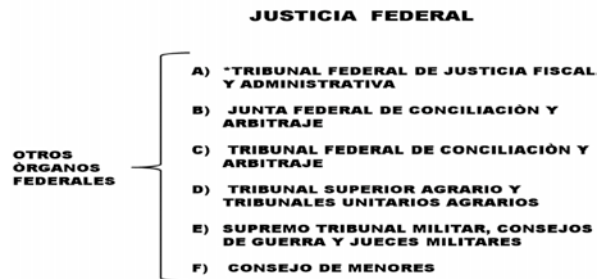 JUSTICIA FEDERAL
A) *TRIBUNAL FEDERAL DE JUSTICIA FISCAL
Y ADMINISTRATIVA
B) JUNTA FEDERAL DE CONCILIACIÒN Y
ARBITRAJE
C) TRIBUNAL FEDERAL DE CONCILIACIÒN Y
ARBITRAJE
OTROS
ÒRGANOS
FEDERALES
D) TRIBUNAL SUPERIOR AGRARIO Y
TRIBUNALES UNITARIOS AGRARIOS
E) SUPREMO TRIBUNAL MILITAR, CONSEJOS
DE GUERRA Y JUECES MILITARES
F) CONSEJO DE MENORES